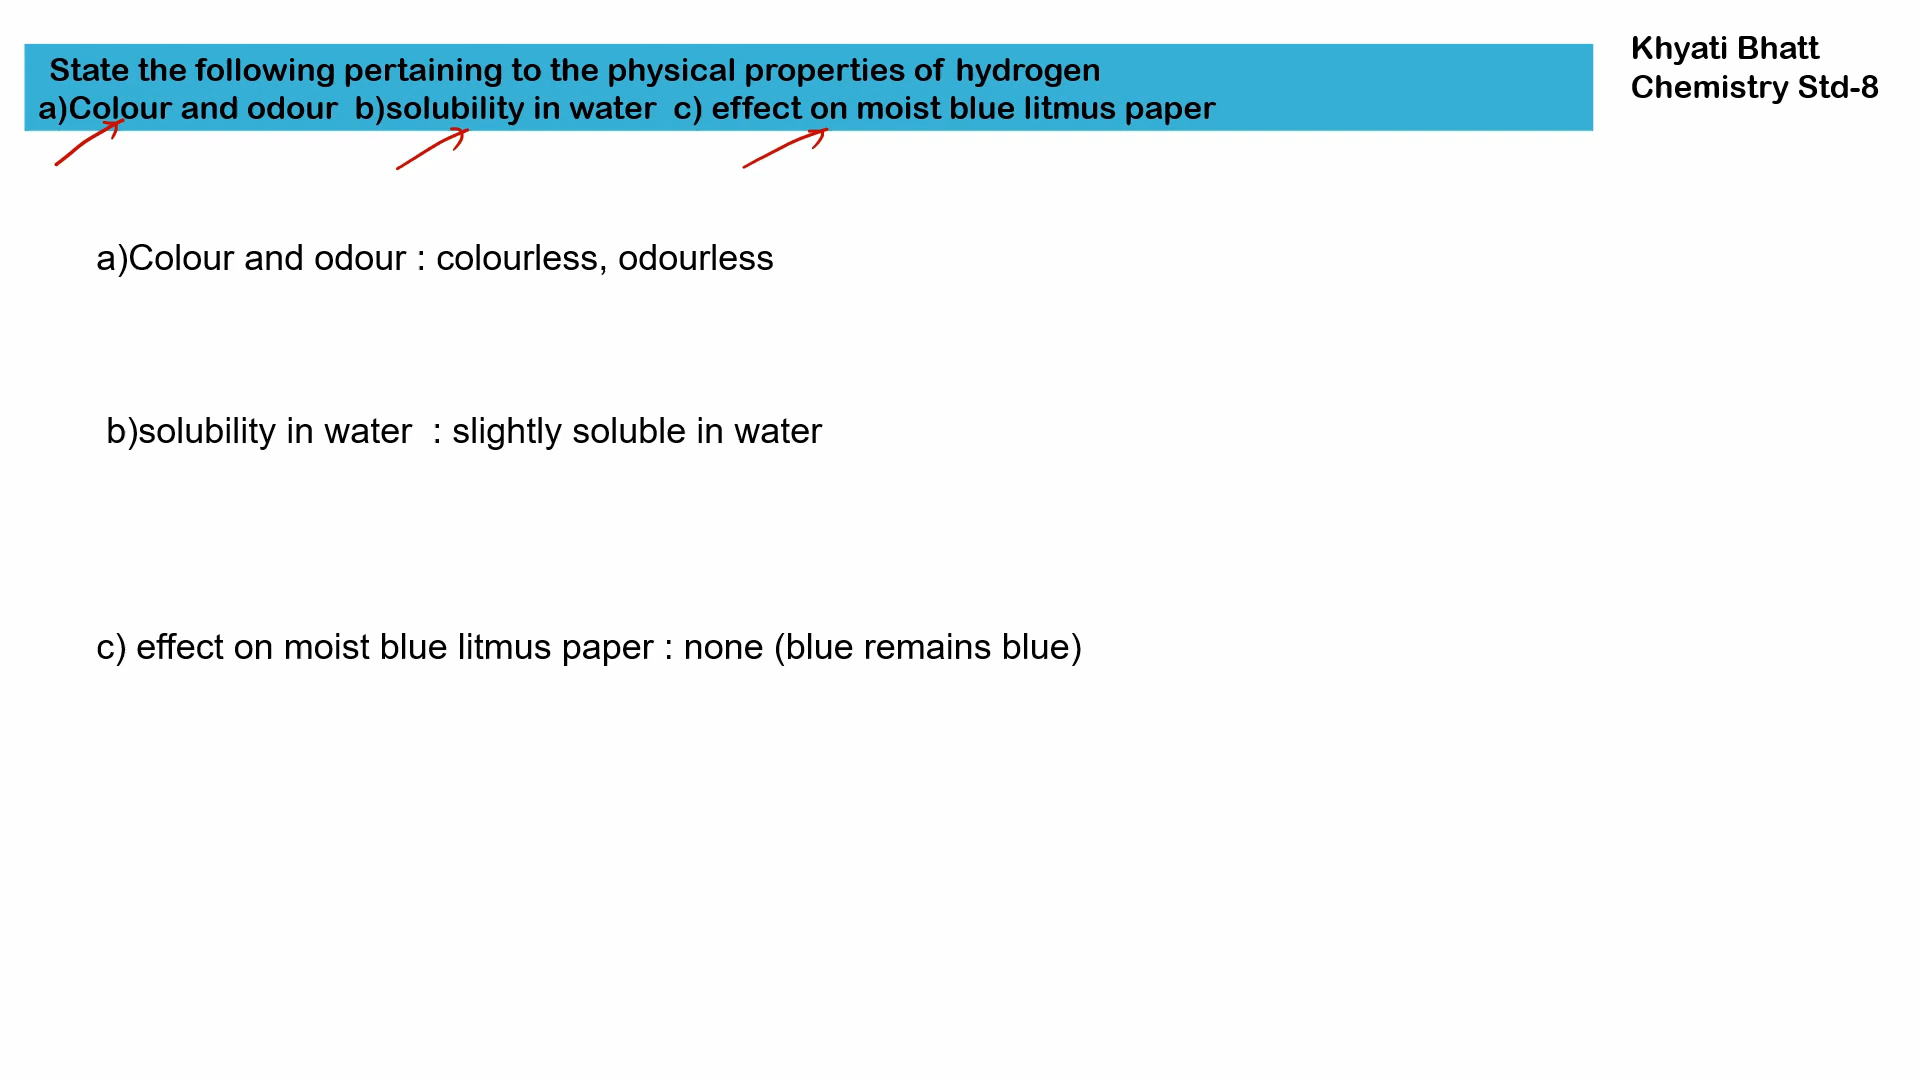 State the following pertaining to the physical properties of hydrogen
a)Colour and odour  b)solubility in water  c) effect on moist blue litmus paper
Khyati Bhatt
Chemistry Std-8
a)Colour and odour : colourless, odourless
b)solubility in water  : slightly soluble in water
c) effect on moist blue litmus paper : none (blue remains blue)